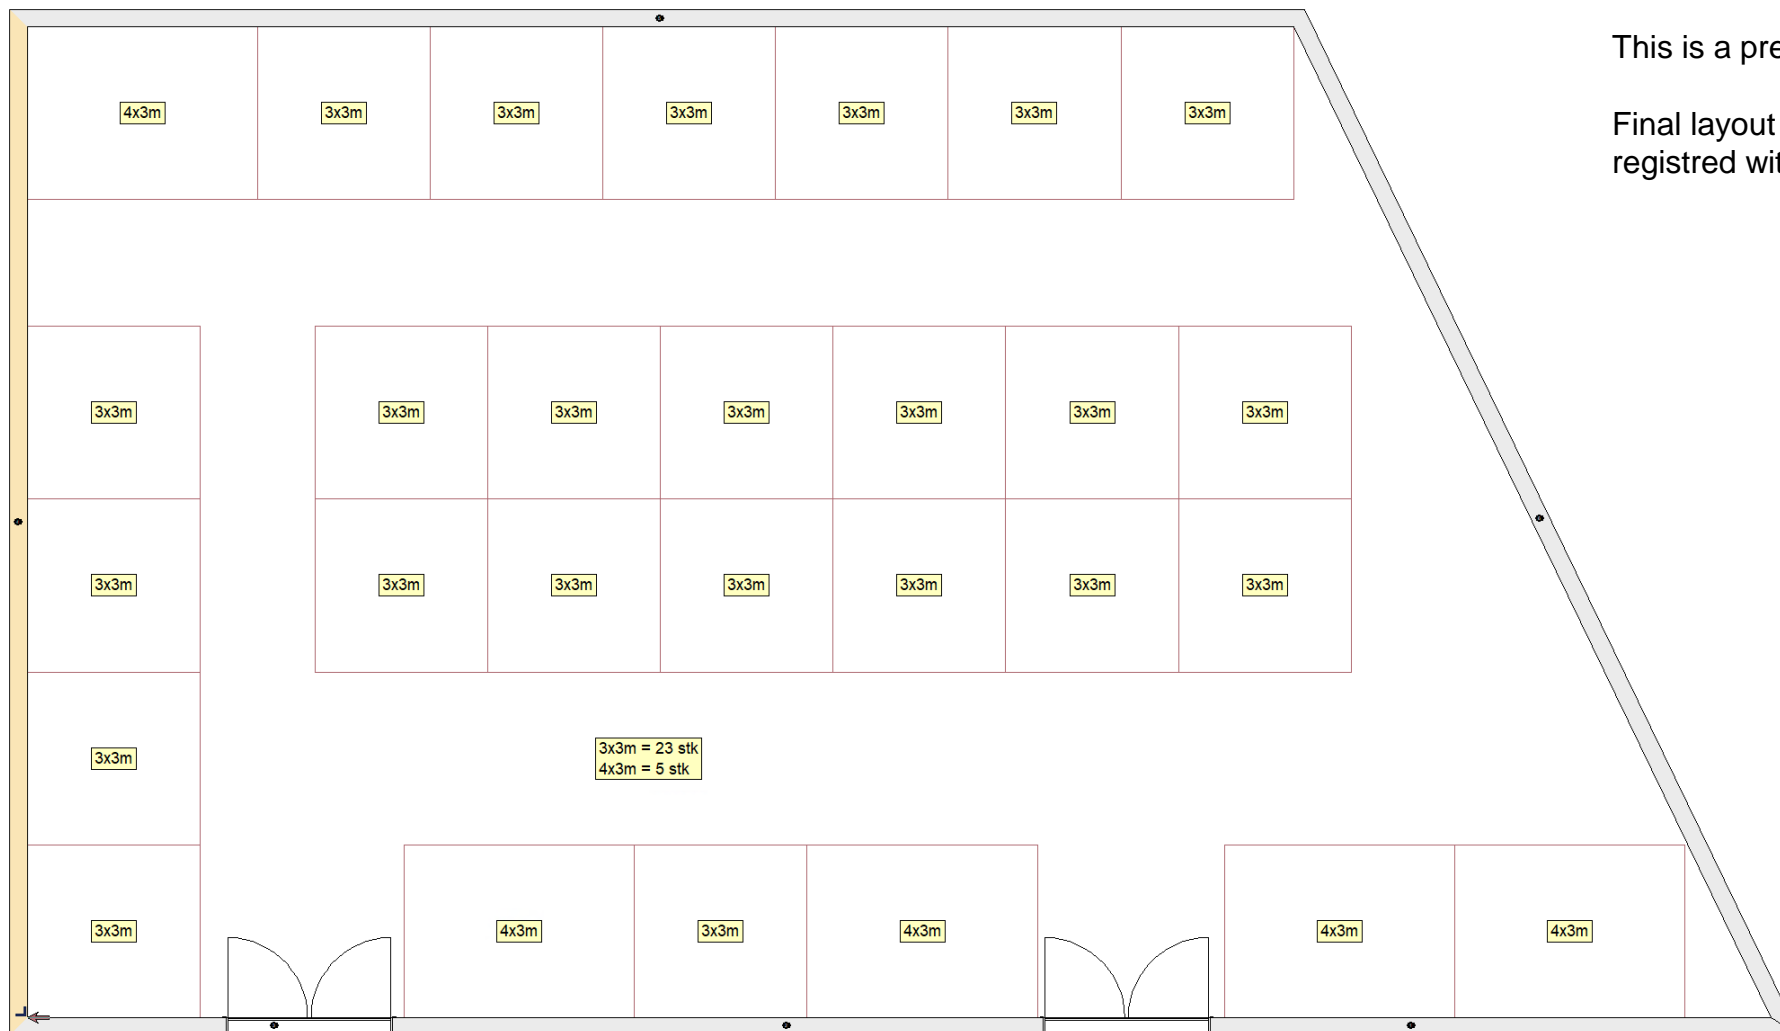 This is a pre
4x3m 3x3m 3x3m 3x3m 3x3m 3x3m 3x3m
Final layout
registred wit
3x3m 3x3m 3x3m 3x3m 3x3m 3x3m 3x3m
3x3m 3x3m 3x3m 3x3m 3x3m 3x3m 3x3m
3x3m
3x3m = 23 stk
4x3m = 5 stk
3x3m 4x3m 3x3m 4x3m 4x3m 4x3m